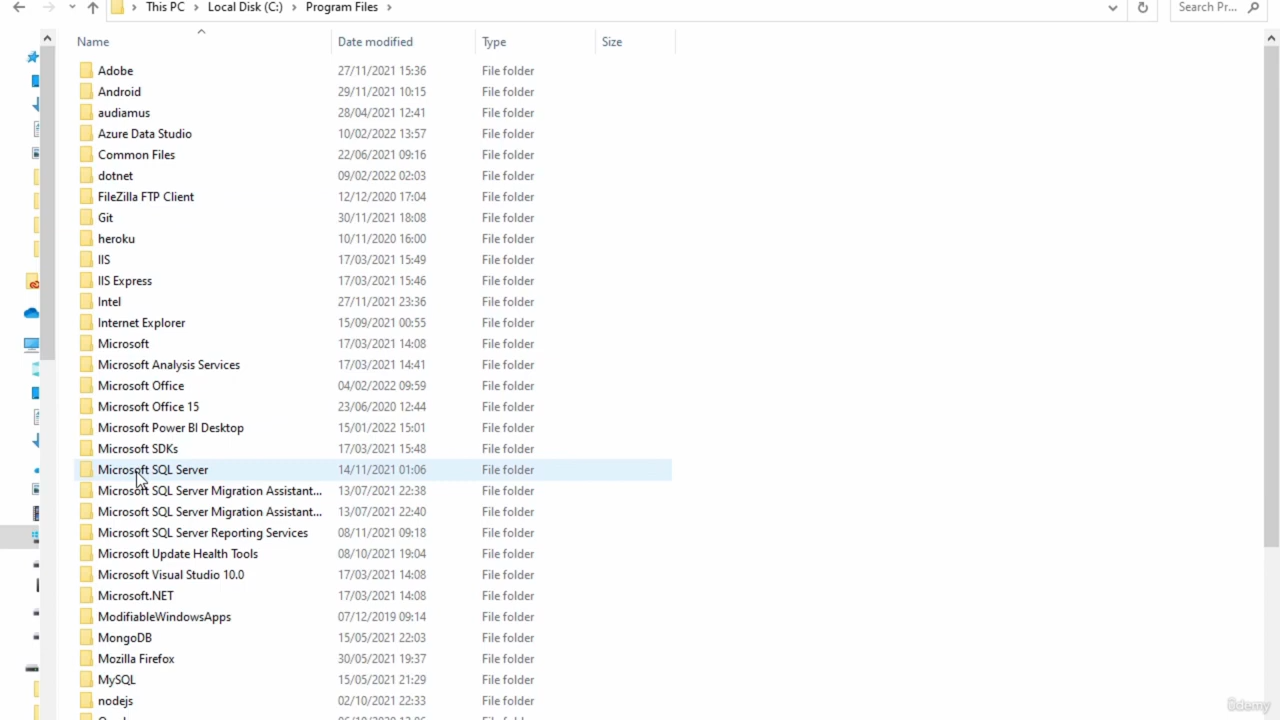 This PC > Local Disk (C:) > Program Files > Search Pr...
Name Date modified Type Size
Adobe 27/11/2021 15:36 File folder
Android 29/11/2021 10:15 File folder
audiamus 28/04/2021 12:41 File folder
Azure Data Studio 10/02/2022 13:57 File folder
Common Files 22/06/2021 09:16 File folder
dotnet 09/02/2022 02:03 File folder
FileZilla FTP Client 12/12/2020 17:04 File folder
Git 30/11/2021 18:08 File folder
heroku 10/11/2020 16:00 File folder
IIS 17/03/2021 15:49 File folder
IIS Express 17/03/2021 15:46 File folder
Intel 27/11/2021 23:36 File folder
Internet Explorer 15/09/2021 00:55 File folder
Microsoft 17/03/2021 14:08 File folder
Microsoft Analysis Services 17/03/2021 14:41 File folder
Microsoft Office 04/02/2022 09:59 File folder
Microsoft Office 15 23/06/2020 12:44 File folder
Microsoft Power BI Desktop 15/01/2022 15:01 File folder
Microsoft SDKs 17/03/2021 15:48 File folder
Microsoft SQL Server 14/11/2021 01:06 File folder
Microsoft SQL Server Migration Assistant... 13/07/2021 22:38 File folder
Microsoft SQL Server Migration Assistant... 13/07/2021 22:40 File folder
Microsoft SQL Server Reporting Services 08/11/2021 09:18 File folder
Microsoft Update Health Tools 08/10/2021 19:04 File folder
Microsoft Visual Studio 10.0 17/03/2021 14:08 File folder
Microsoft.NET 17/03/2021 14:08 File folder
ModifiableWindowsApps 07/12/2019 09:14 File folder
MongoDB 15/05/2021 22:03 File folder
Mozilla Firefox 30/05/2021 19:37 File folder
MySQL 15/05/2021 21:29 File folder
nodejs 02/10/2021 22:33 File folder
ûdemy